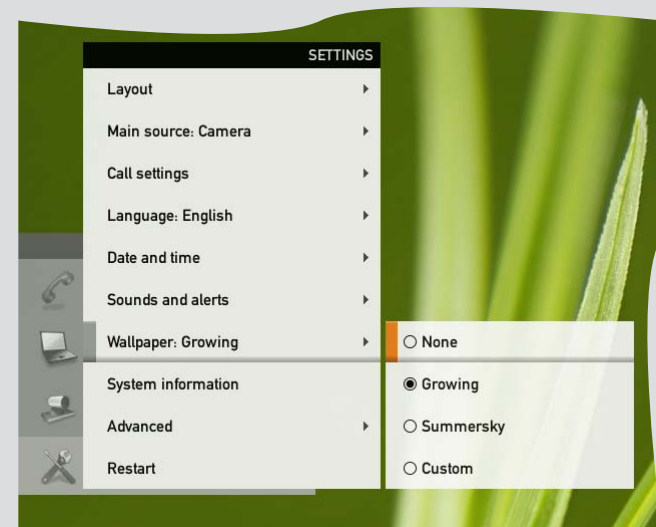 SETTINGS
Layout
Main source: Camera
Call settings
Language: English
Date and time
Sounds and alerts
Wallpaper: Growing
None
System information
Growing
Advanced
Summersky
Restart
Custom